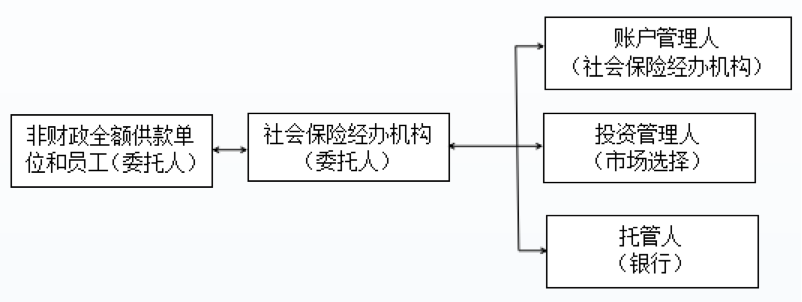 非财政全额供款单
位和员工（委托人）
社会保险经办机构
（委托人）
账户管理人
（社会保险经办机构）
投资管理人
（市场选择）
托管人
（银行）